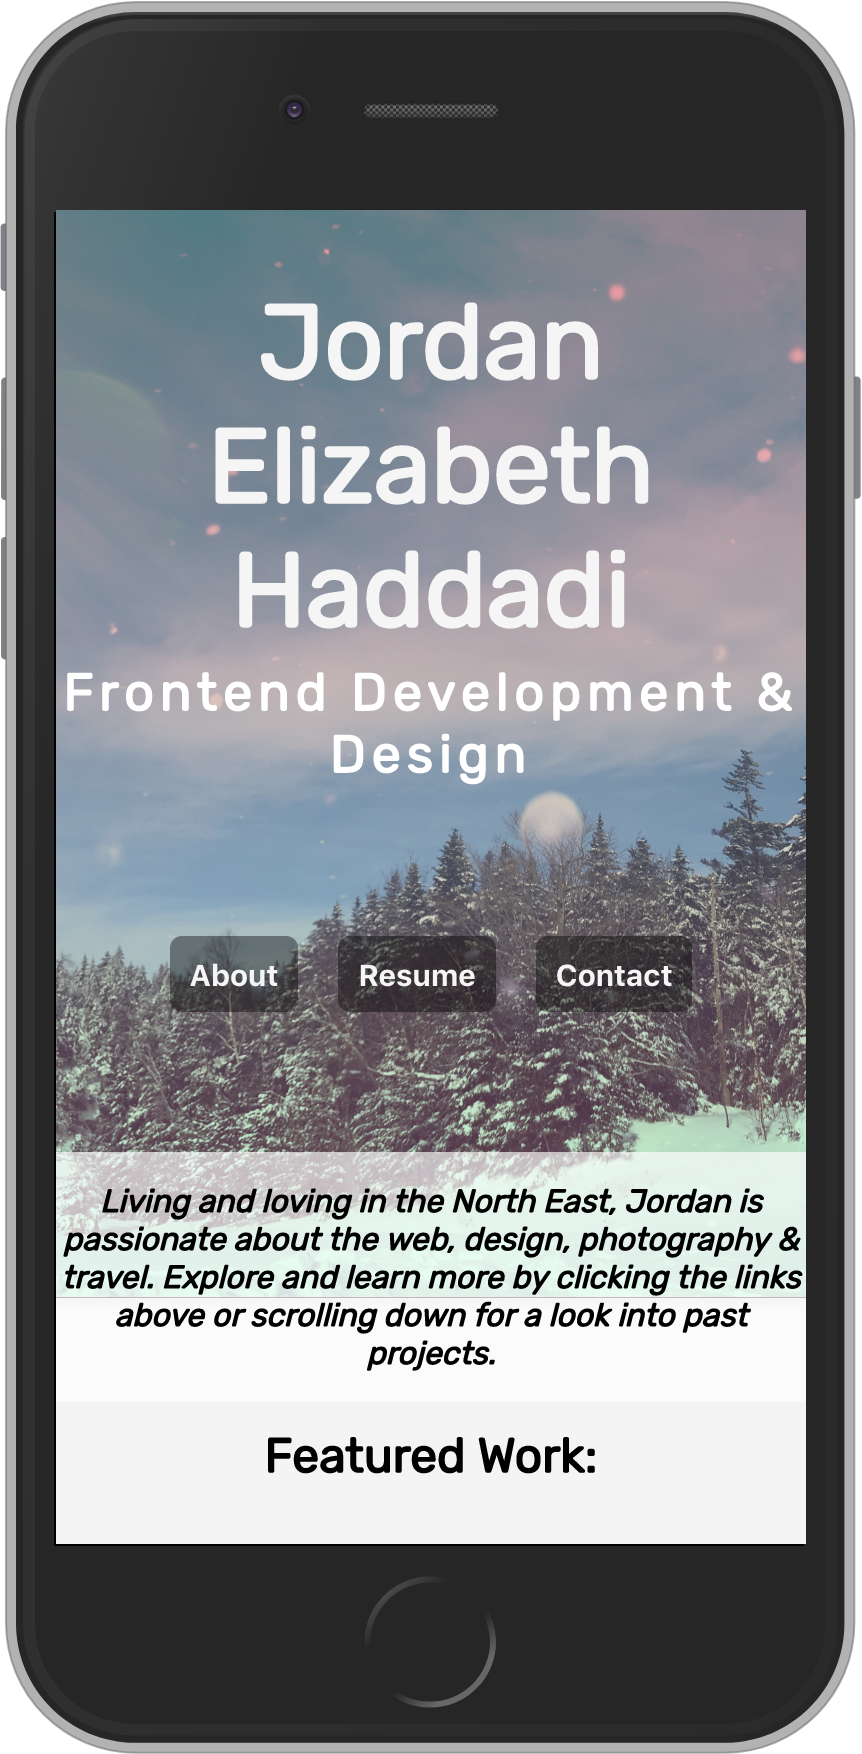 Jordan
Elizabeth
Haddadi
Frontend Development &
Design
About Resume Contact
Living and loving in the North East, Jordan is
passionate about the web, design, photography &
travel. Explore and learn more by clicking the links
above or scrolling down for a look into past
projects.
Featured Work: